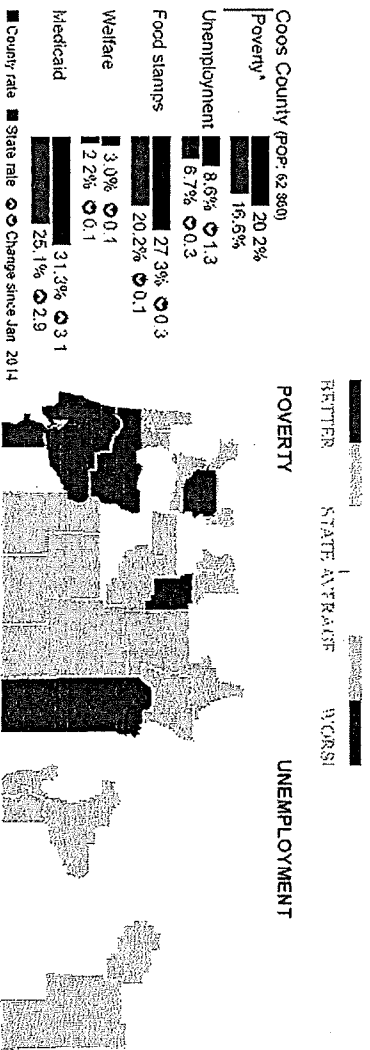 Coos County (POP: 62 860)
Poverty*
20 2%
16.6%
Unemployment
8.6% 1.3
6.7% 0.3
Food stamps
27 3% 0 3
20.2% 0.1
Welfare
3.0% 0.1
2 2% 0.1
Medicaid
31.3% 3 1
25.1% 2.9
County rate State rate Change since Jan 2014
BETTER STATE AVERAGE WORSE
POVERTY
UNEMPLOYMENT